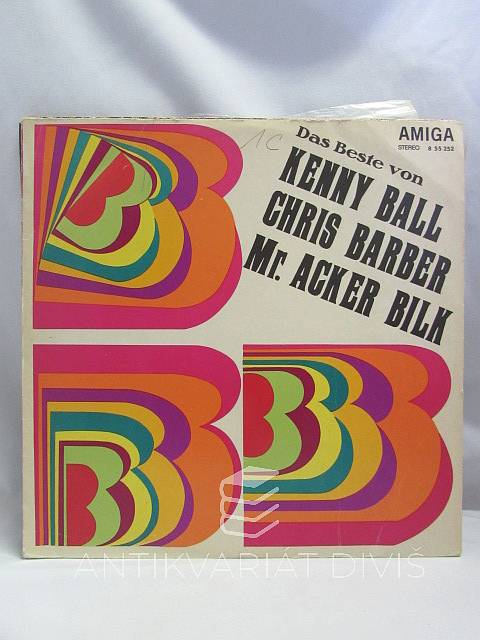 AMIGA
STEREO 8 55 252
1C
Das Beste von
KENNY BALL
CHRIS BARBER
Mr. ACKER BILK
ANTIKVARIÁT DIVIŠ